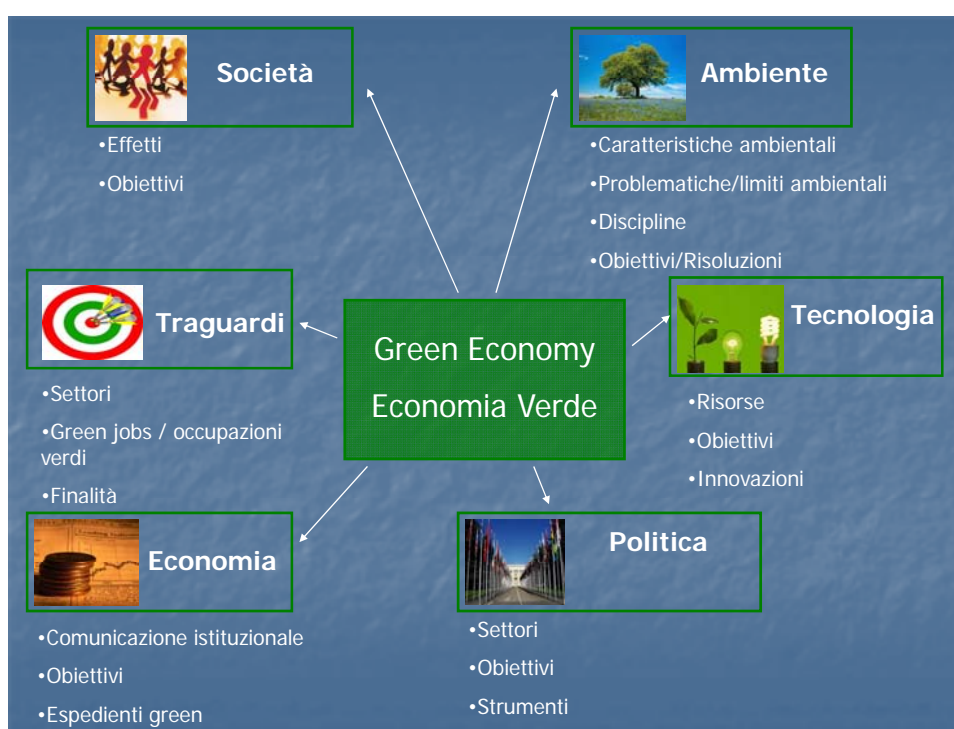 Società
•Effetti
•Obiettivi
Ambiente
•Caratteristiche ambientali
•Problematiche/limiti ambientali
•Discipline
•Obiettivi/Risoluzioni
Traguardi
•Settori
•Green jobs / occupazioni
verdi
•Finalità
Green Economy
Economia Verde
Tecnologia
•Risorse
•Obiettivi
•Innovazioni
Economia
•Comunicazione istituzionale
•Obiettivi
•Espedienti green
Politica
•Settori
•Obiettivi
•Strumenti